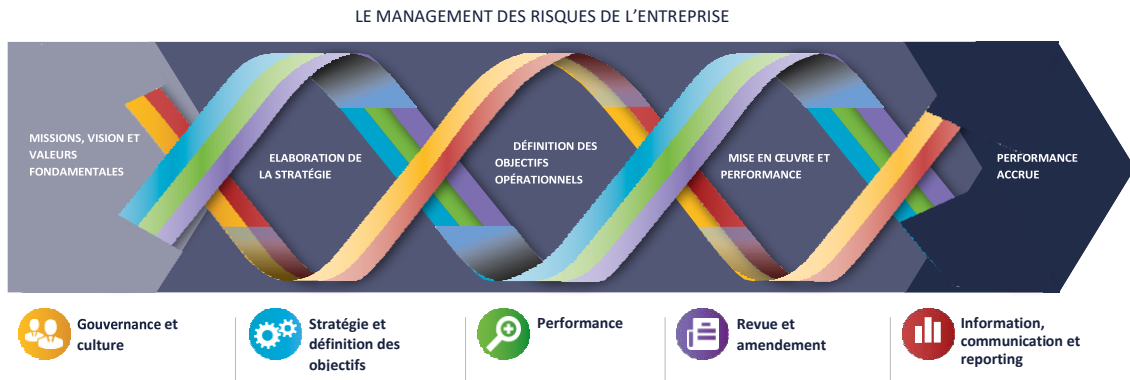 LE MANAGEMENT DES RISQUES DE L’ENTREPRISE
MISSIONS, VISION ET
VALEURS
FONDAMENTALES
ELABORATION DE
LA STRATÉGIE
DÉFINITION DES
OBJECTIFS
OPÉRATIONNELS
MISE EN ŒUVRE ET
PERFORMANCE
PERFORMANCE
ACCRUE
Gouvernance et
culture
Stratégie et
définition des
objectifs
Performance
Revue et
amendement
Information,
communication et
reporting